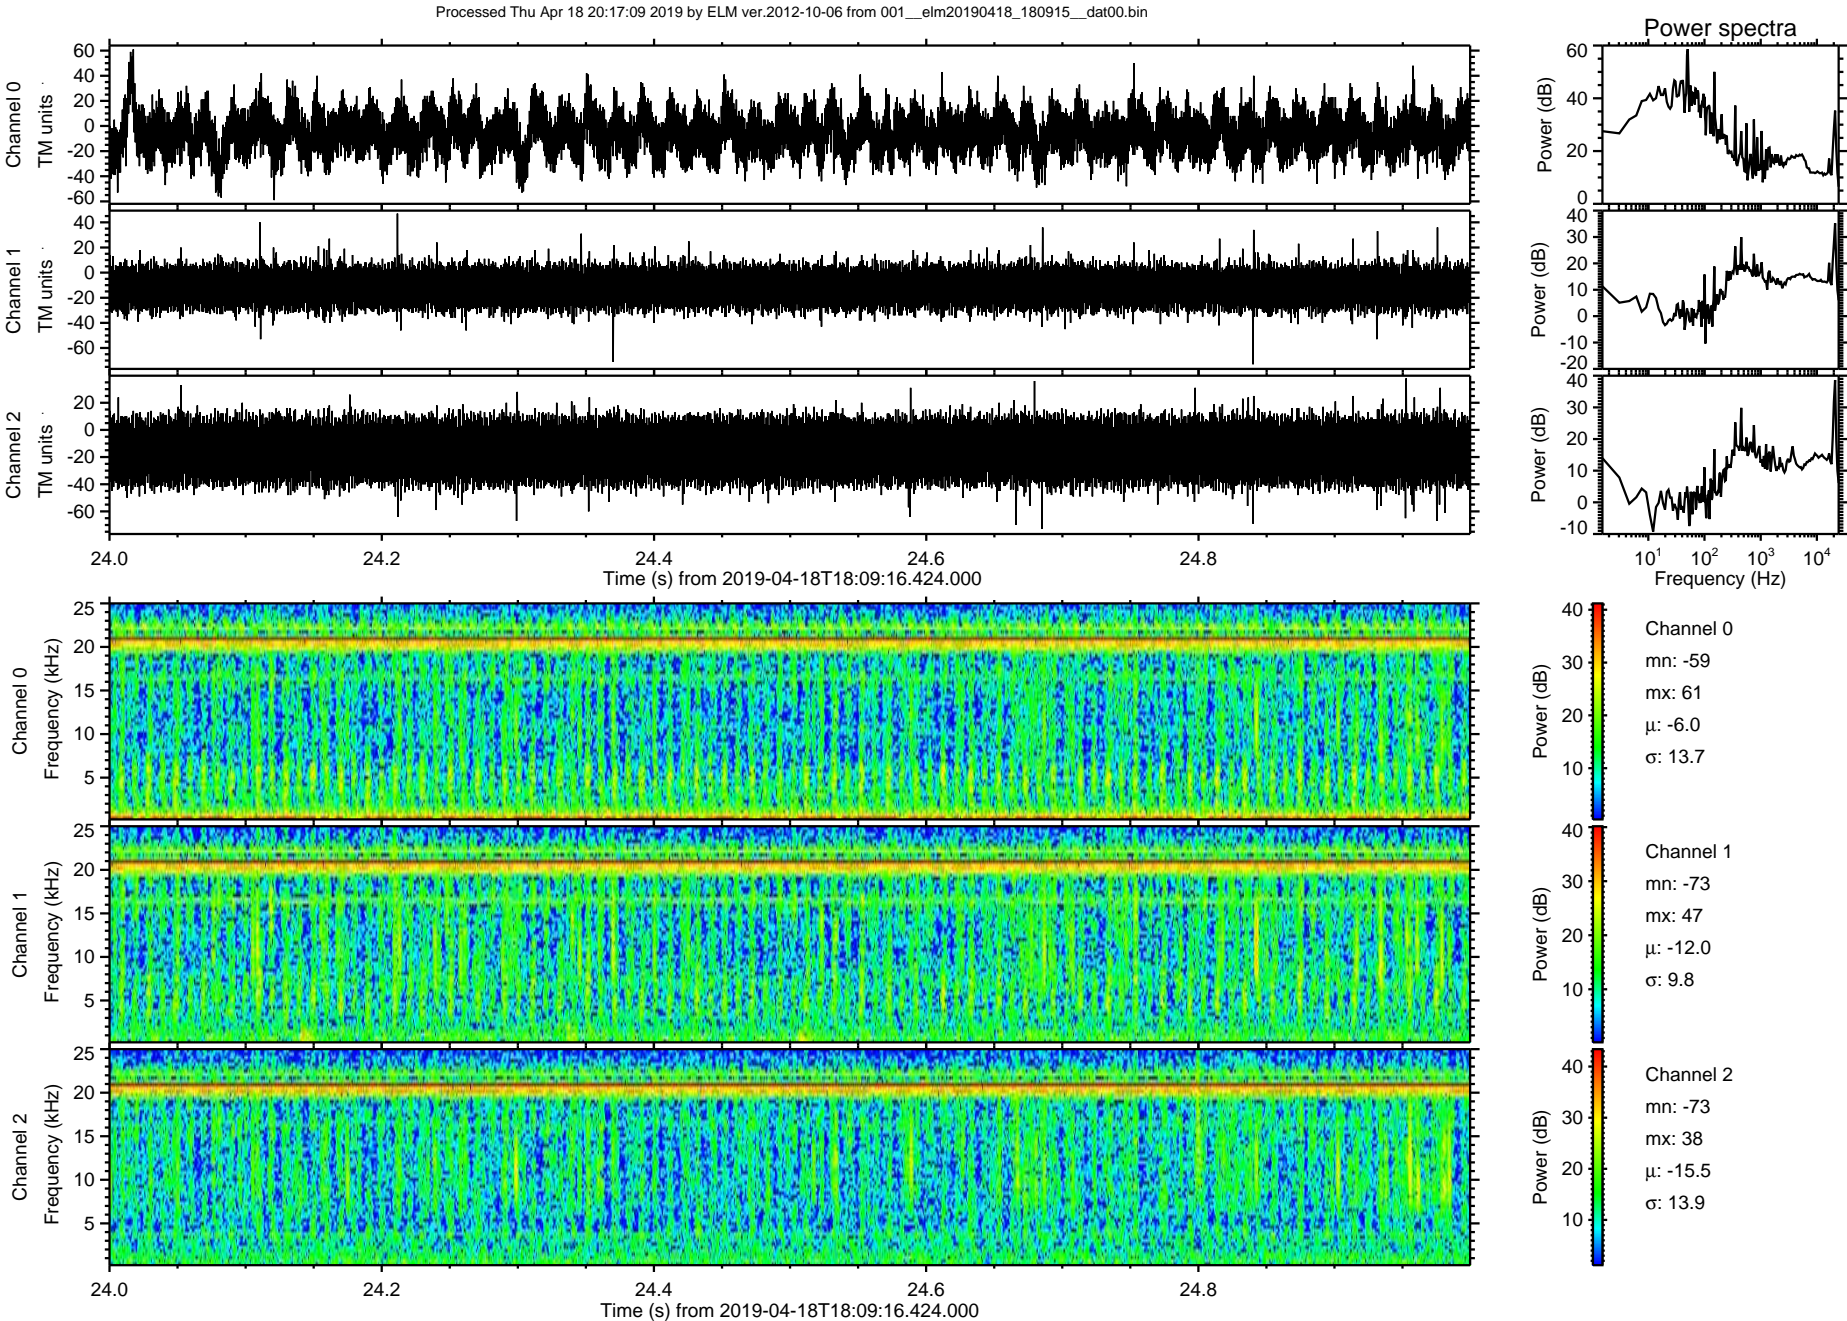 Processed Thu Apr 18 20:17:09 2019 by ELM ver.2012-10-06 from 001__elm20190418_180915__dat00.bin
Power spectra
Channel 0
TM units
60
40
20
0
-20
-40
-60
Power (dB)
60
40
20
0
Channel 1
TM units
40
20
0
-20
-40
-60
Power (dB)
40
30
20
10
0
-10
-20
Channel 2
TM units
20
0
-20
-40
-60
Power (dB)
40
30
20
10
0
-10
24.0 24.2 24.4 24.6 24.8
Time (s) from 2019-04-18T18:09:16.424.000
10¹ 10² 10³ 10⁴
Frequency (Hz)
Channel 0
Frequency (kHz)
25
20
15
10
5
Power (dB)
40
30
20
10
Channel 0
mn: -59
mx: 61
μ: -6.0
σ: 13.7
Channel 1
Frequency (kHz)
25
20
15
10
5
Power (dB)
40
30
20
10
Channel 1
mn: -73
mx: 47
μ: -12.0
σ: 9.8
Channel 2
Frequency (kHz)
25
20
15
10
5
Power (dB)
40
30
20
10
Channel 2
mn: -73
mx: 38
μ: -15.5
σ: 13.9
24.0 24.2 24.4 24.6 24.8
Time (s) from 2019-04-18T18:09:16.424.000